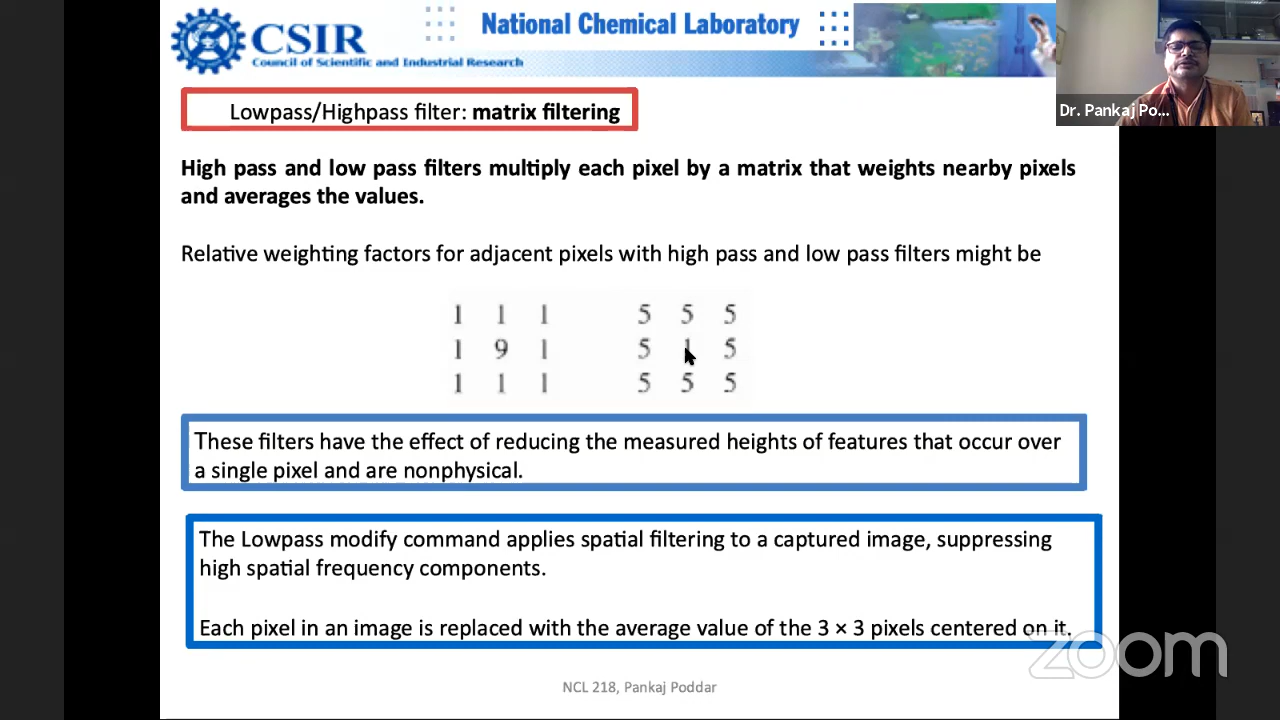 CSIR
Council of Scientific and Industrial Research
National Chemical Laboratory
Dr. Pankaj Po...
Lowpass/Highpass filter: matrix filtering
High pass and low pass filters multiply each pixel by a matrix that weights nearby pixels
and averages the values.
Relative weighting factors for adjacent pixels with high pass and low pass filters might be
1 1 1 5 5 5
1 9 1 5 1 5
1 1 1 5 5 5
These filters have the effect of reducing the measured heights of features that occur over
a single pixel and are nonphysical.
The Lowpass modify command applies spatial filtering to a captured image, suppressing
high spatial frequency components.
Each pixel in an image is replaced with the average value of the 3 × 3 pixels centered on it.
zoom
NCL 218, Pankaj Poddar